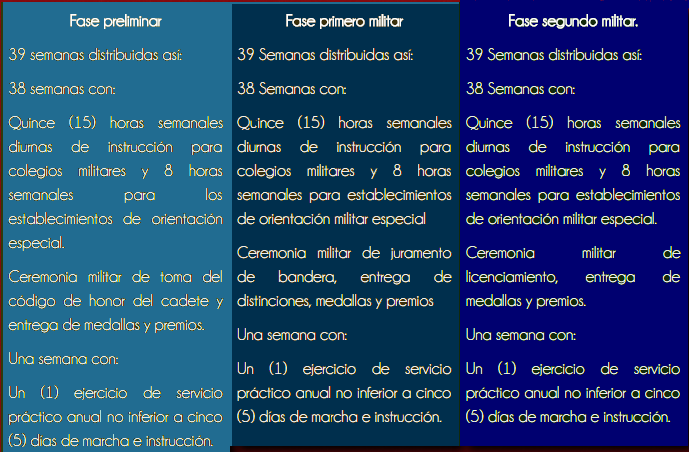 Fase preliminar
39 semanas distribuidas así:
38 semanas con:
Quince (15) horas semanales
diurnas de instrucción para
colegios militares y 8 horas
semanales para los
establecimientos de orientación
especial.
Ceremonia militar de toma del
código de honor del cadete y
entrega de medallas y premios.
Una semana con:
Un (1) ejercicio de servicio
práctico anual no inferior a cinco
(5) días de marcha e instrucción.
Fase primero militar
39 Semanas distribuidas así:
38 Semanas con:
Quince (15) horas semanales
diurnas de instrucción para
colegios militares y 8 horas
semanales para establecimientos
de orientación militar especial
Ceremonia militar de juramento
de bandera, entrega de
distinciones, medallas y premios
Una semana con:
Un (1) ejercicio de servicio
práctico anual no inferior a cinco
(5) días de marcha e instrucción.
Fase segundo militar.
39 Semanas distribuidas así:
38 Semanas con:
Quince (15) horas semanales
diurnas de instrucción para
colegios militares y 8 horas
semanales para establecimientos
de orientación militar especial.
Ceremonia militar de
licenciamiento, entrega de
medallas y premios.
Una semana con:
Un (1) ejercicio de servicio
práctico anual no inferior a cinco
(5) días de marcha e instrucción.